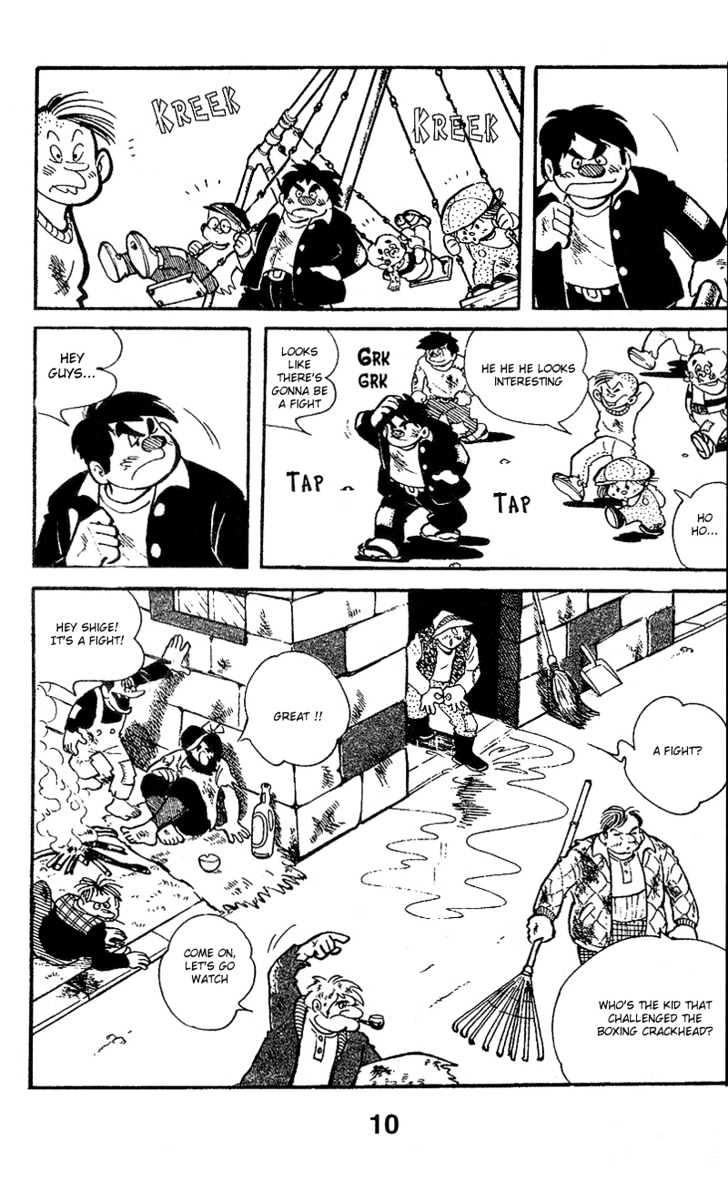 KREEK
KREEK
HEY
GUYS...
LOOKS
LIKE
THERE'S
GONNA BE
A FIGHT
GRK
GRK
HE HE HE LOOKS
INTERESTING
TAP
TAP
HO
HO...
HEY SHIGE!
IT'S A FIGHT!
GREAT !!
A FIGHT?
COME ON,
LET'S GO
WATCH
WHO'S THE KID THAT
CHALLENGED THE
BOXING CRACKHEAD?
10